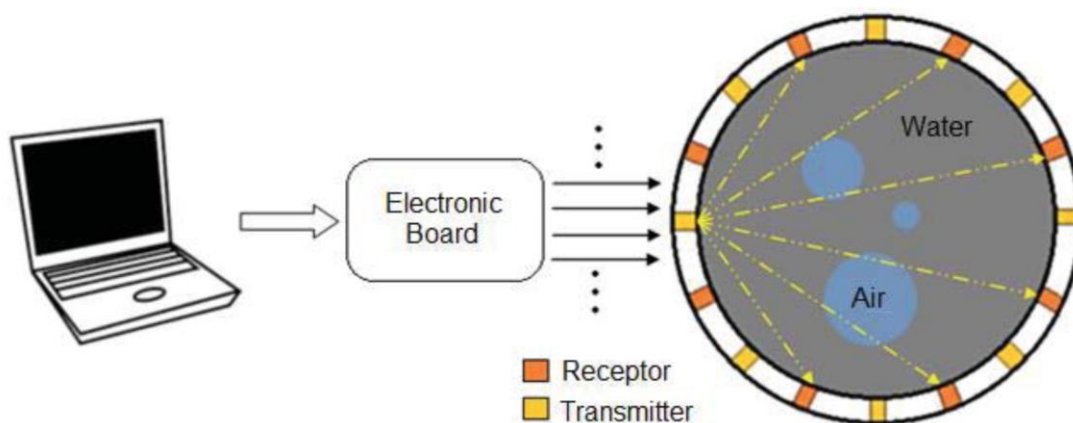 Water
Electronic
Board
Air
Receptor
Transmitter